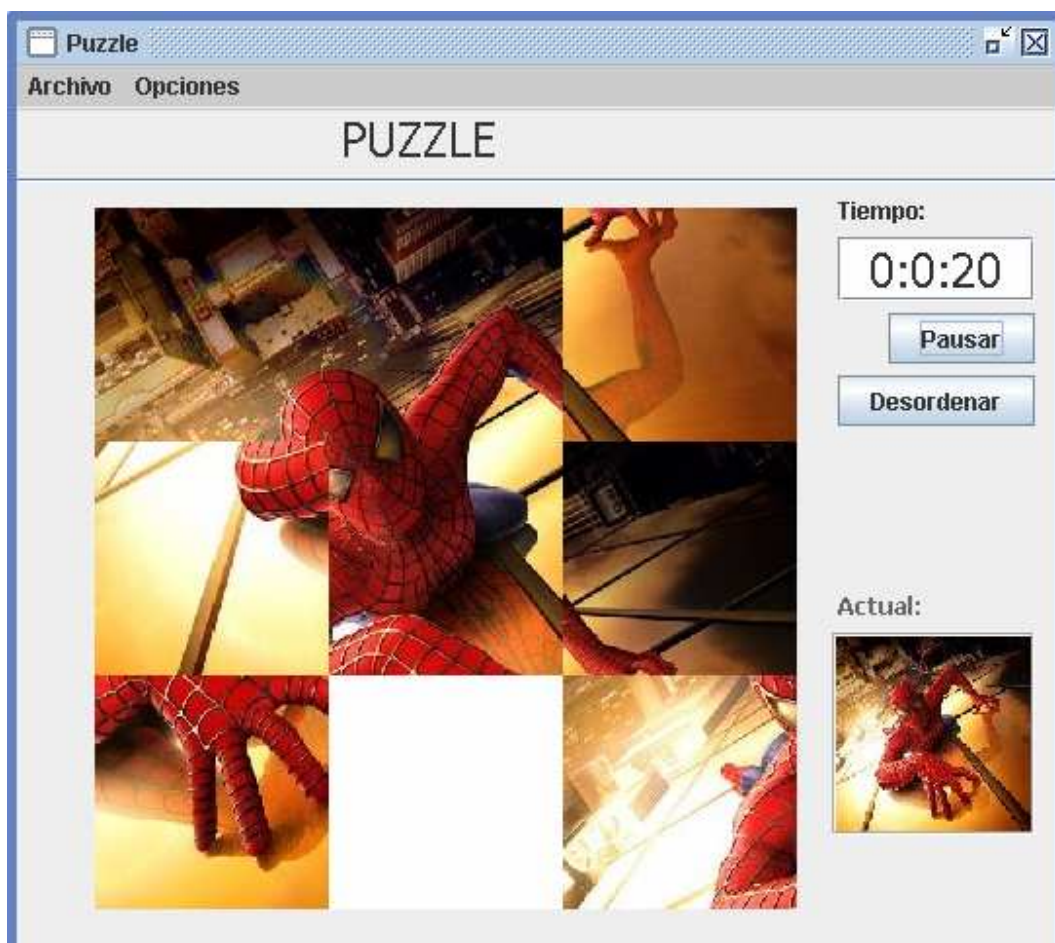 Puzzle
Archivo Opciones
PUZZLE
Tiempo:
0:0:20
Pausar
Desordenar
Actual: